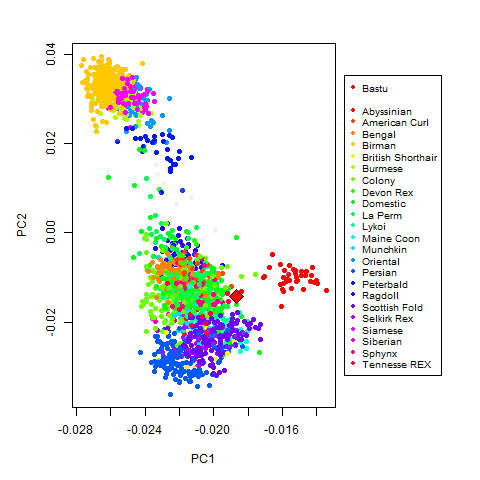 0.04
0.02
0.00
-0.02
PC2
-0.028
-0.024
-0.020
-0.016
PC1
Bastu
Abyssinian
American Curl
Bengal
Birman
British Shorthair
Burmese
Colony
Devon Rex
Domestic
La Perm
Lykoi
Maine Coon
Munchkin
Oriental
Persian
Peterbald
Ragdoll
Scottish Fold
Selkirk Rex
Siamese
Siberian
Sphynx
Tennesse REX